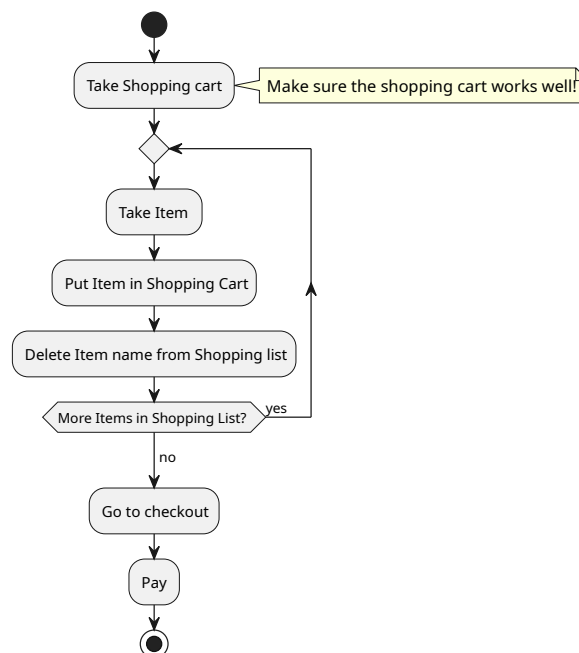 Take Shopping cart
Make sure the shopping cart works well!
Take Item
Put Item in Shopping Cart
Delete Item name from Shopping list
More Items in Shopping List?
yes
no
Go to checkout
Pay